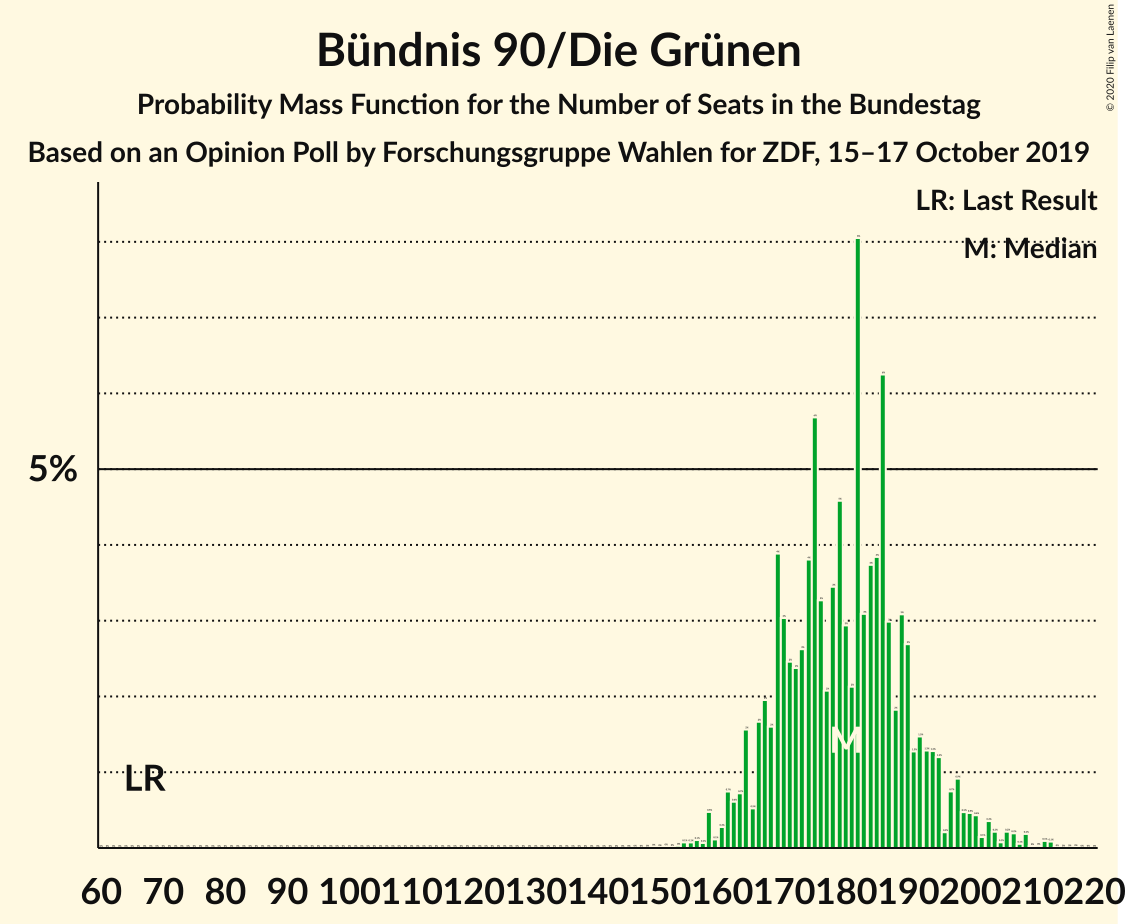 © 2020 Filip van Laenen
Bündnis 90/Die Grünen
Probability Mass Function for the Number of Seats in the Bundestag
Based on an Opinion Poll by Forschungsgruppe Wahlen for ZDF, 15–17 October 2019
LR: Last Result
M: Median
5%
M
LR
60 70 80 90 100 110 120 130 140 150 160 170 180 190 200 210 220